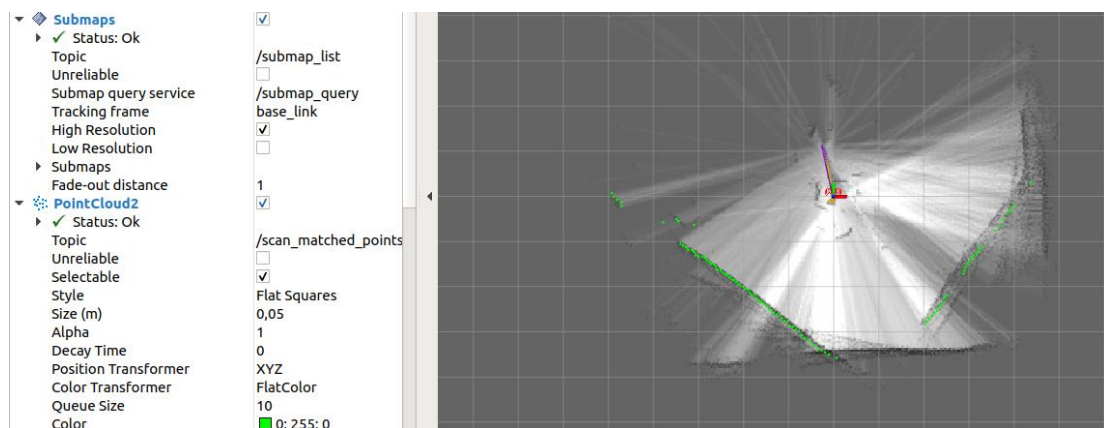 Submaps
Status: Ok
Topic /submap_list
Unreliable
Submap query service /submap_query
Tracking frame base_link
High Resolution
Low Resolution
Submaps
Fade-out distance 1
PointCloud2
Status: Ok
Topic /scan_matched_points
Unreliable
Selectable
Style Flat Squares
Size (m) 0,05
Alpha 1
Decay Time 0
Position Transformer XYZ
Color Transformer FlatColor
Queue Size 10
Color 0; 255; 0